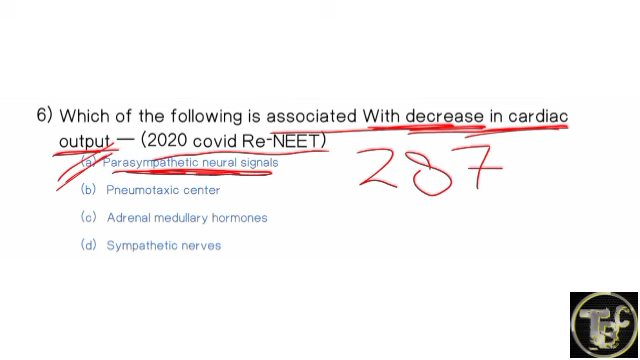 6) Which of the following is associated With decrease in cardiac
output — (2020 covid Re-NEET)
(a) Parasympathetic neural signals
(b) Pneumotaxic center
(c) Adrenal medullary hormones
(d) Sympathetic nerves
287